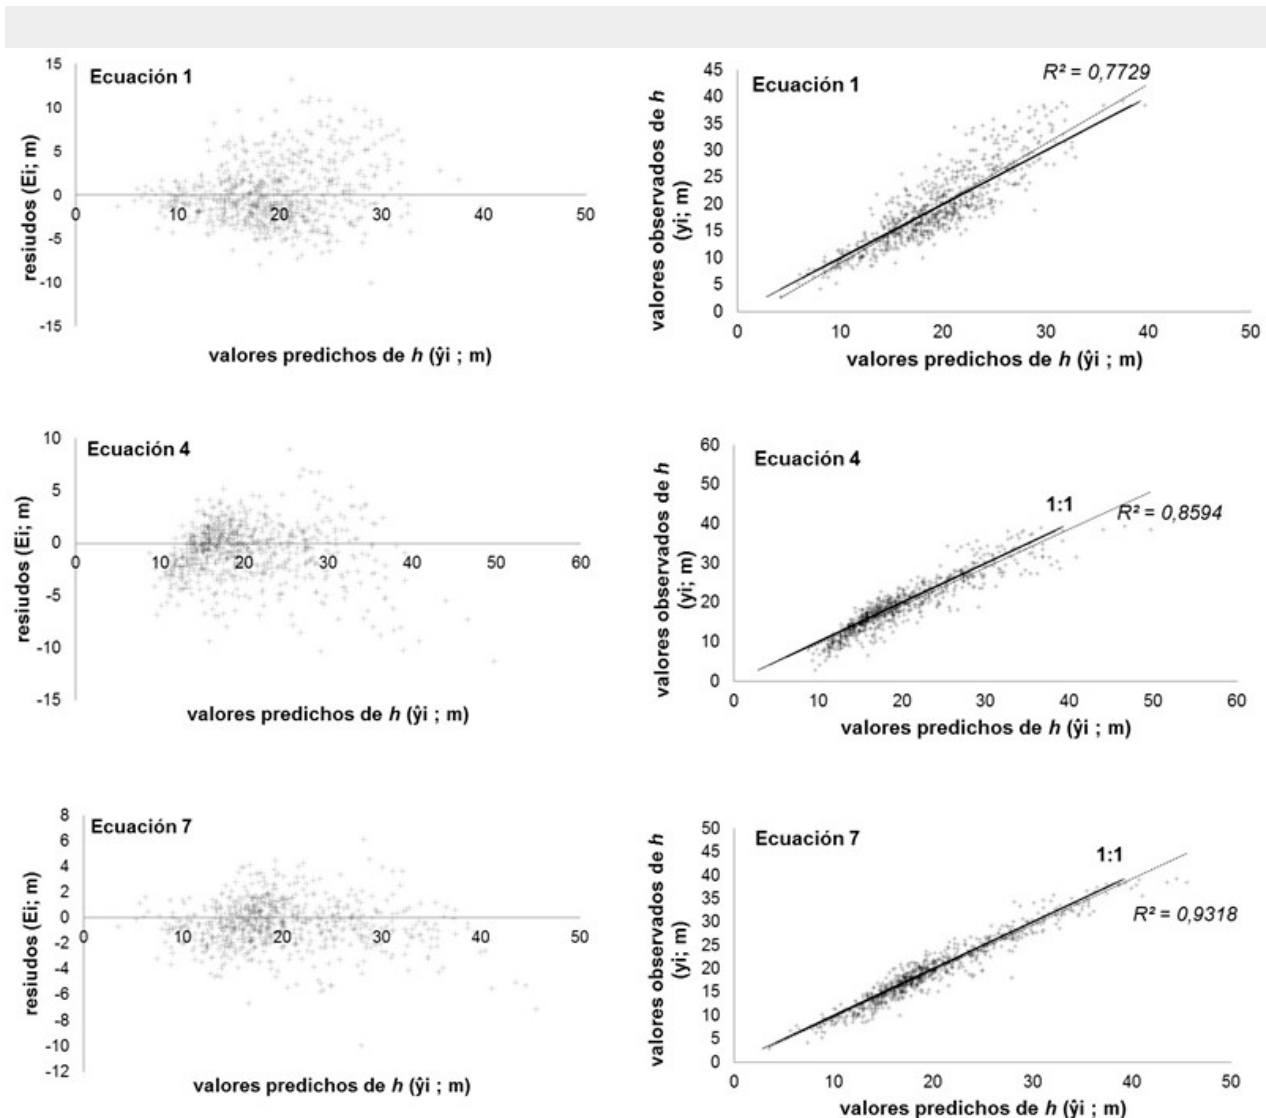 Ecuación 1
15
10
5
0
-5
-10
-15
0 10 20 30 40 50
resiudos (Ei; m)
valores predichos de h (ŷi ; m)
Ecuación 1
R² = 0,7729
45
40
35
30
25
20
15
10
5
0
0 10 20 30 40 50
valores observados de h
(yi; m)
valores predichos de h (ŷi ; m)
Ecuación 4
10
5
0
-5
-10
-15
0 10 20 30 40 50 60
resiudos (Ei; m)
valores predichos de h (ŷi ; m)
Ecuación 4
1:1
R² = 0,8594
60
50
40
30
20
10
0
0 10 20 30 40 50 60
valores observados de h
(yi; m)
valores predichos de h (ŷi ; m)
Ecuación 7
8
6
4
2
0
-2
-4
-6
-8
-10
-12
0 10 20 30 40 50
resiudos (Ei; m)
valores predichos de h (ŷi ; m)
Ecuación 7
1:1
R² = 0,9318
50
45
40
35
30
25
20
15
10
5
0
0 10 20 30 40 50
valores observados de h
(yi; m)
valores predichos de h (ŷi ; m)